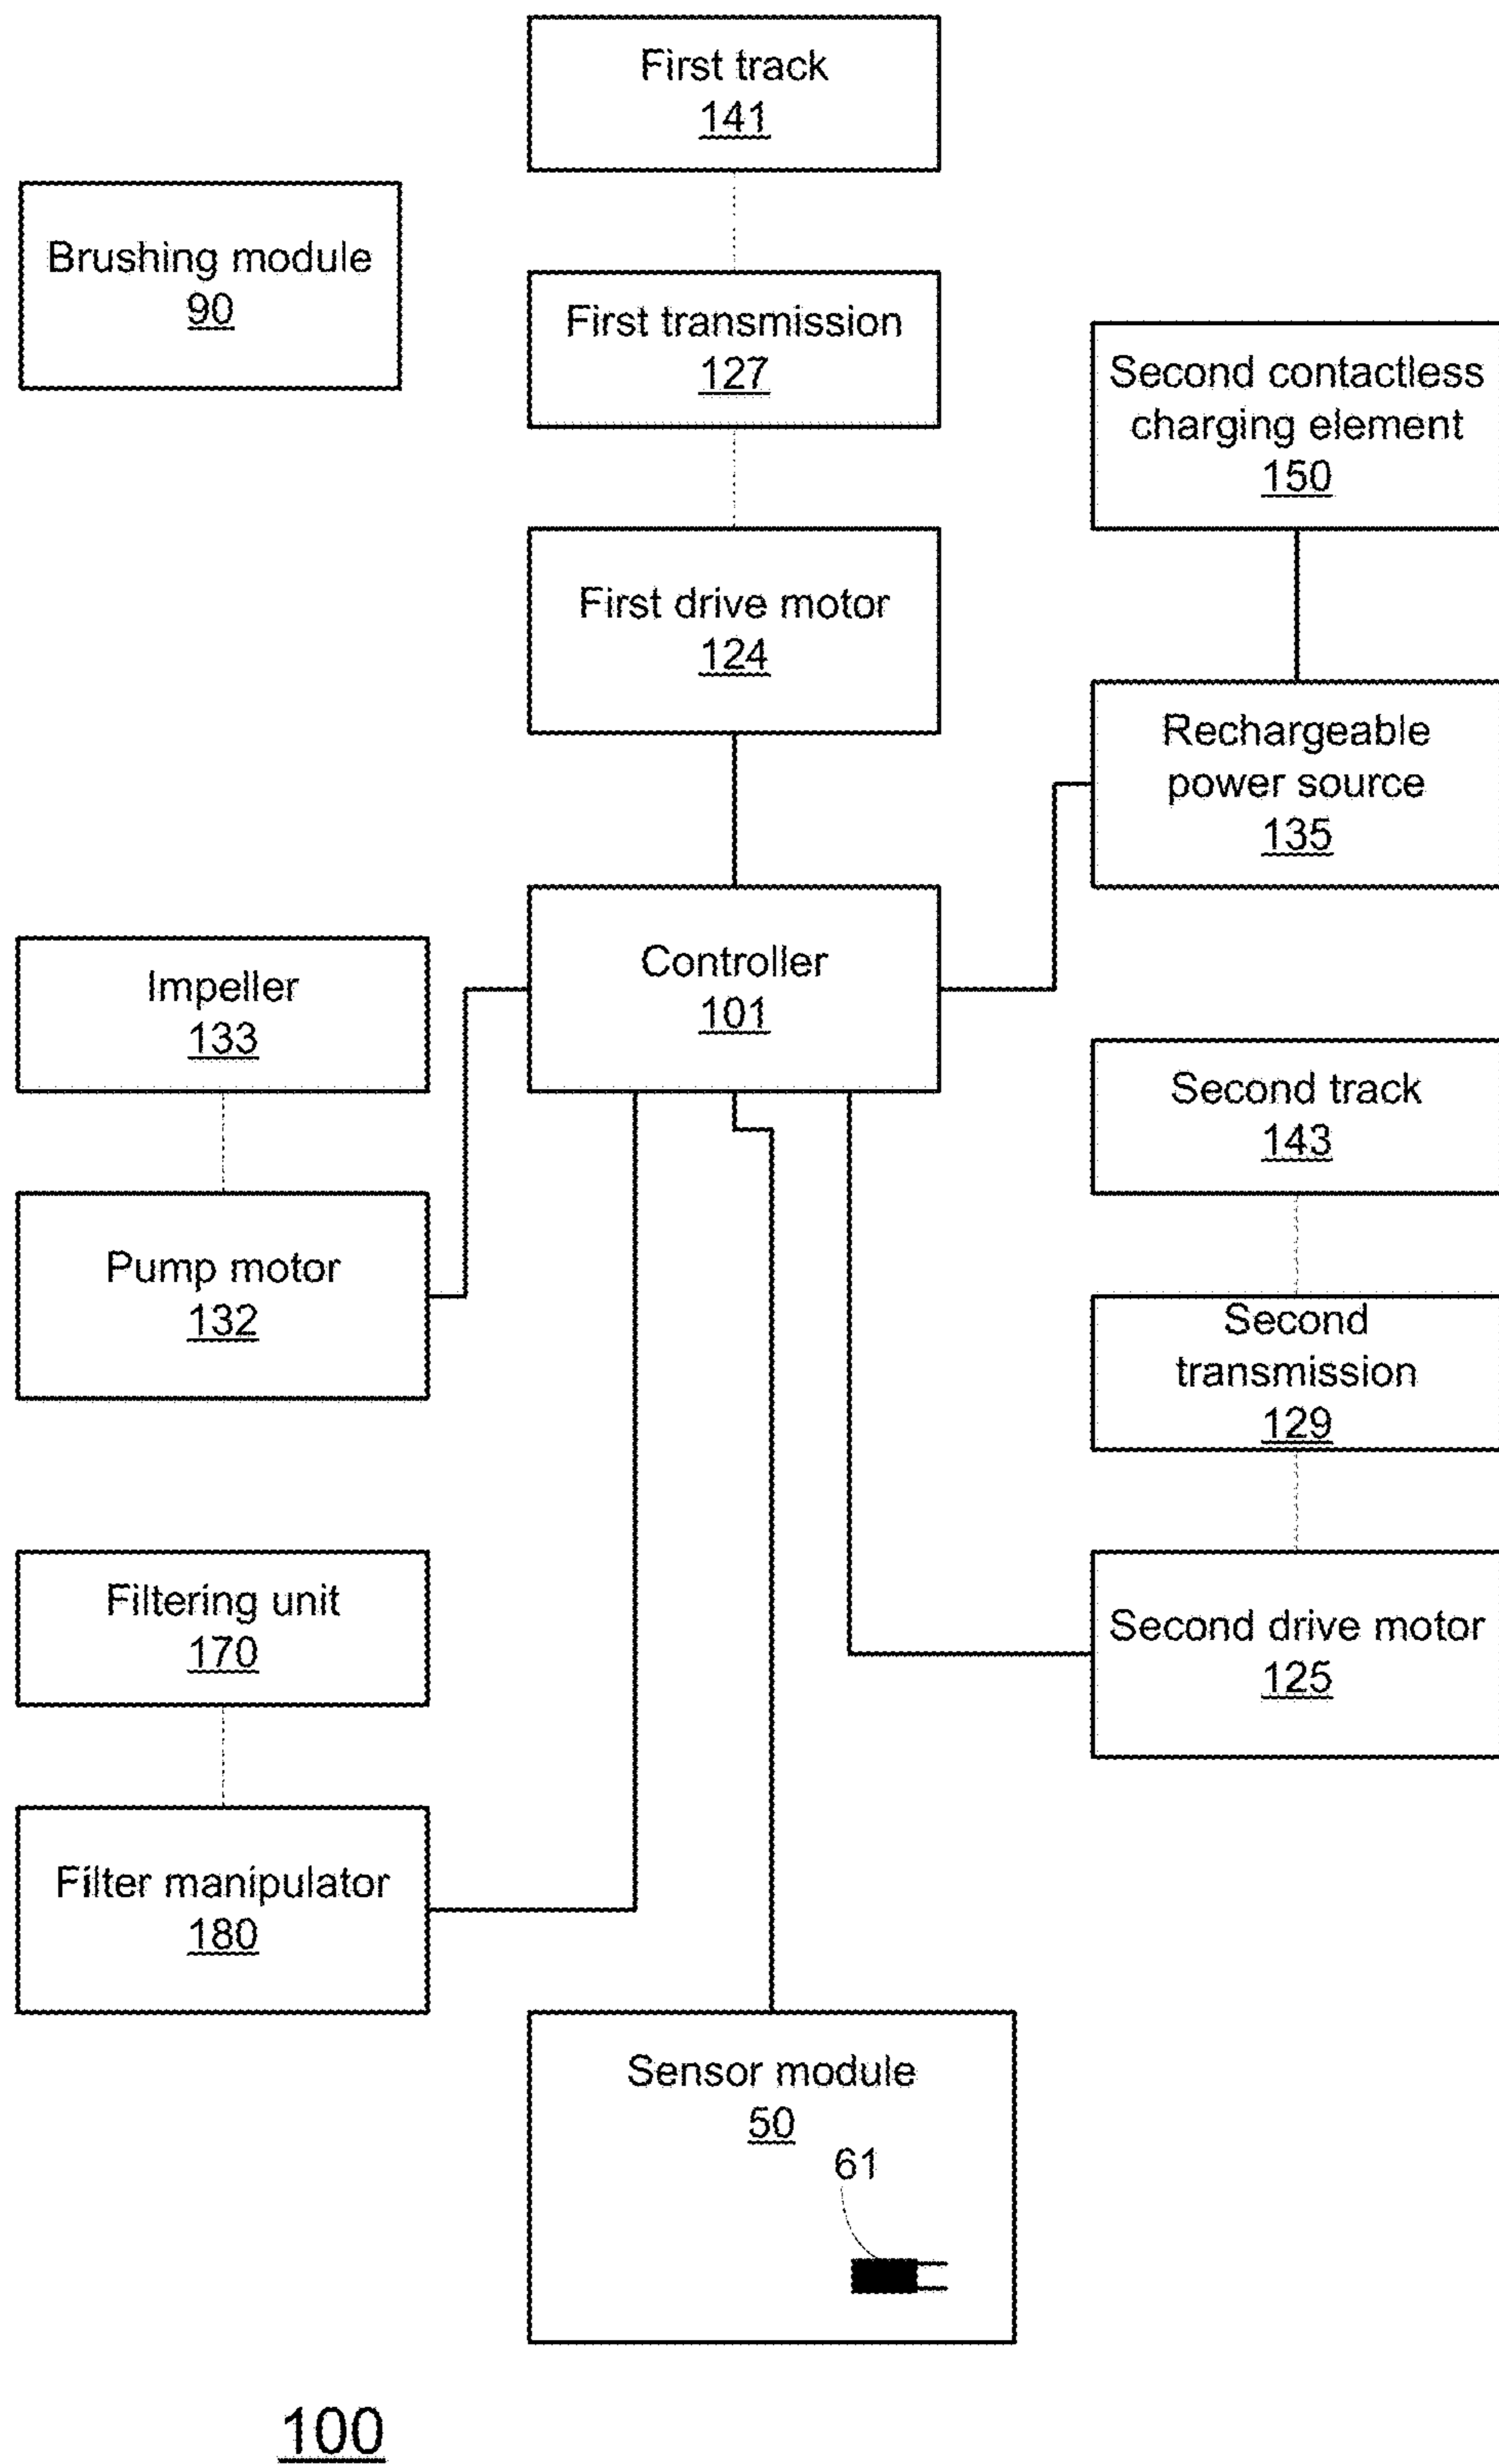 First track
141
Brushing module
90
First transmission
127
Second contactless
charging element
150
First drive motor
124
Rechargeable
power source
135
Controller
101
Impeller
133
Second track
143
Pump motor
132
Second
transmission
129
Filtering unit
170
Second drive motor
125
Filter manipulator
180
Sensor module
50
61
100